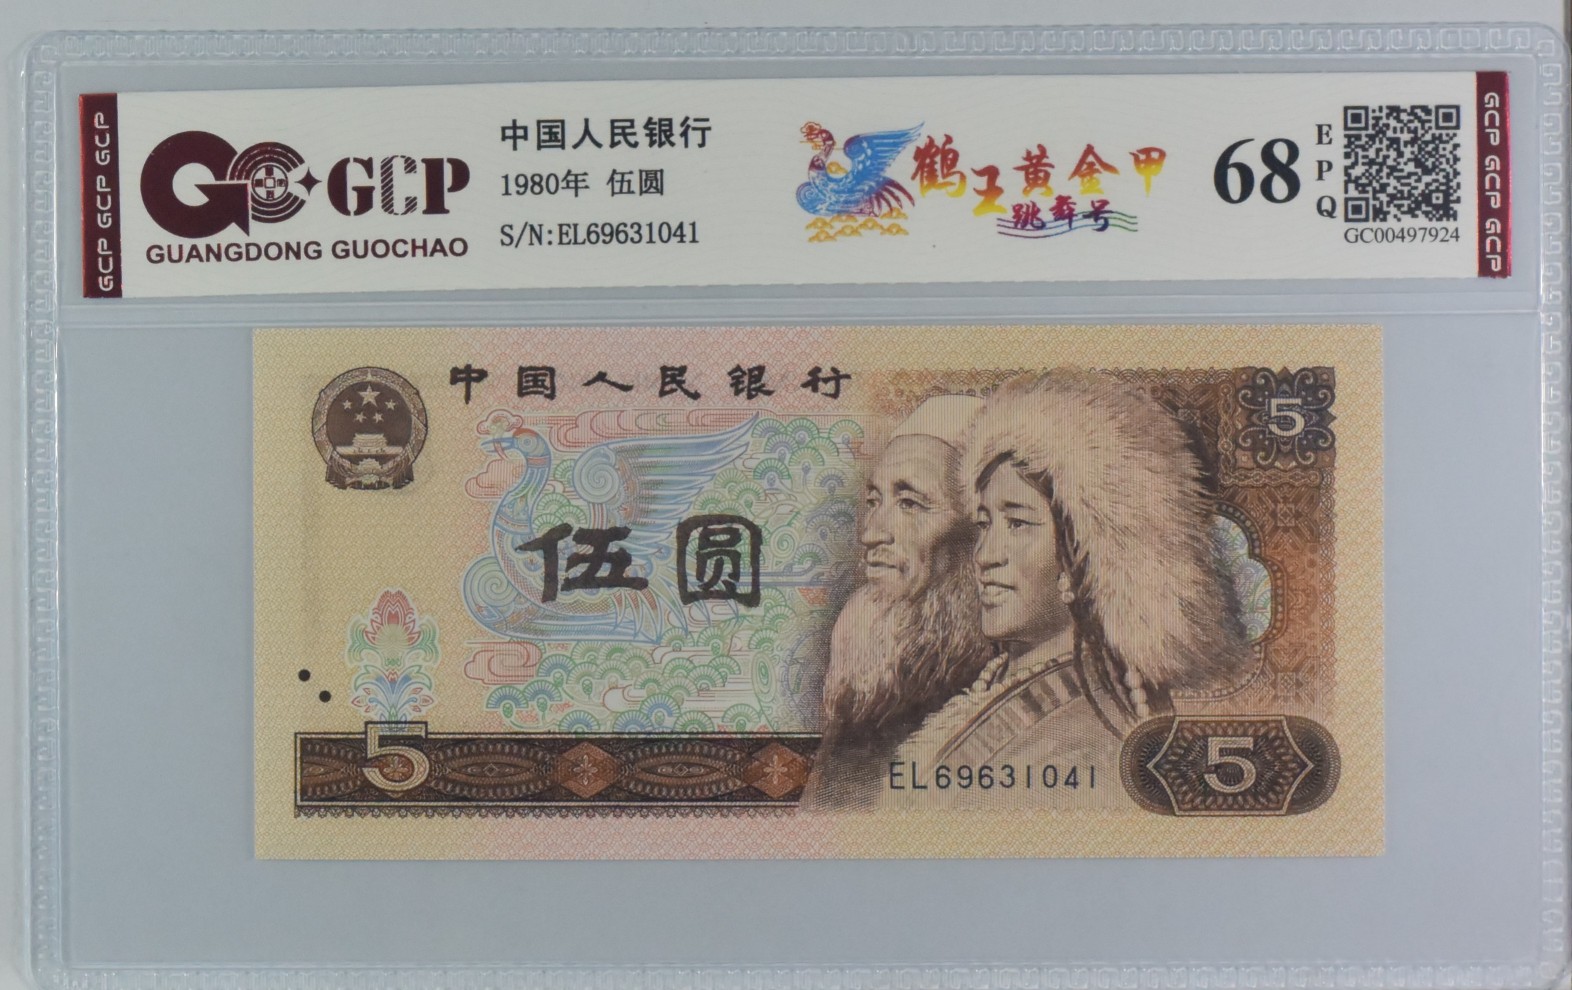 GCP GCP GCP
GCP
GUANGDONG GUOCHAO
中国人民银行
1980年 伍圆
S/N:EL69631041
鹤王黄金甲
跳舞号
68
EPQ
GC00497924
GCP GCP GCP
中国人民银行
5
伍圆
5
EL69631041
5